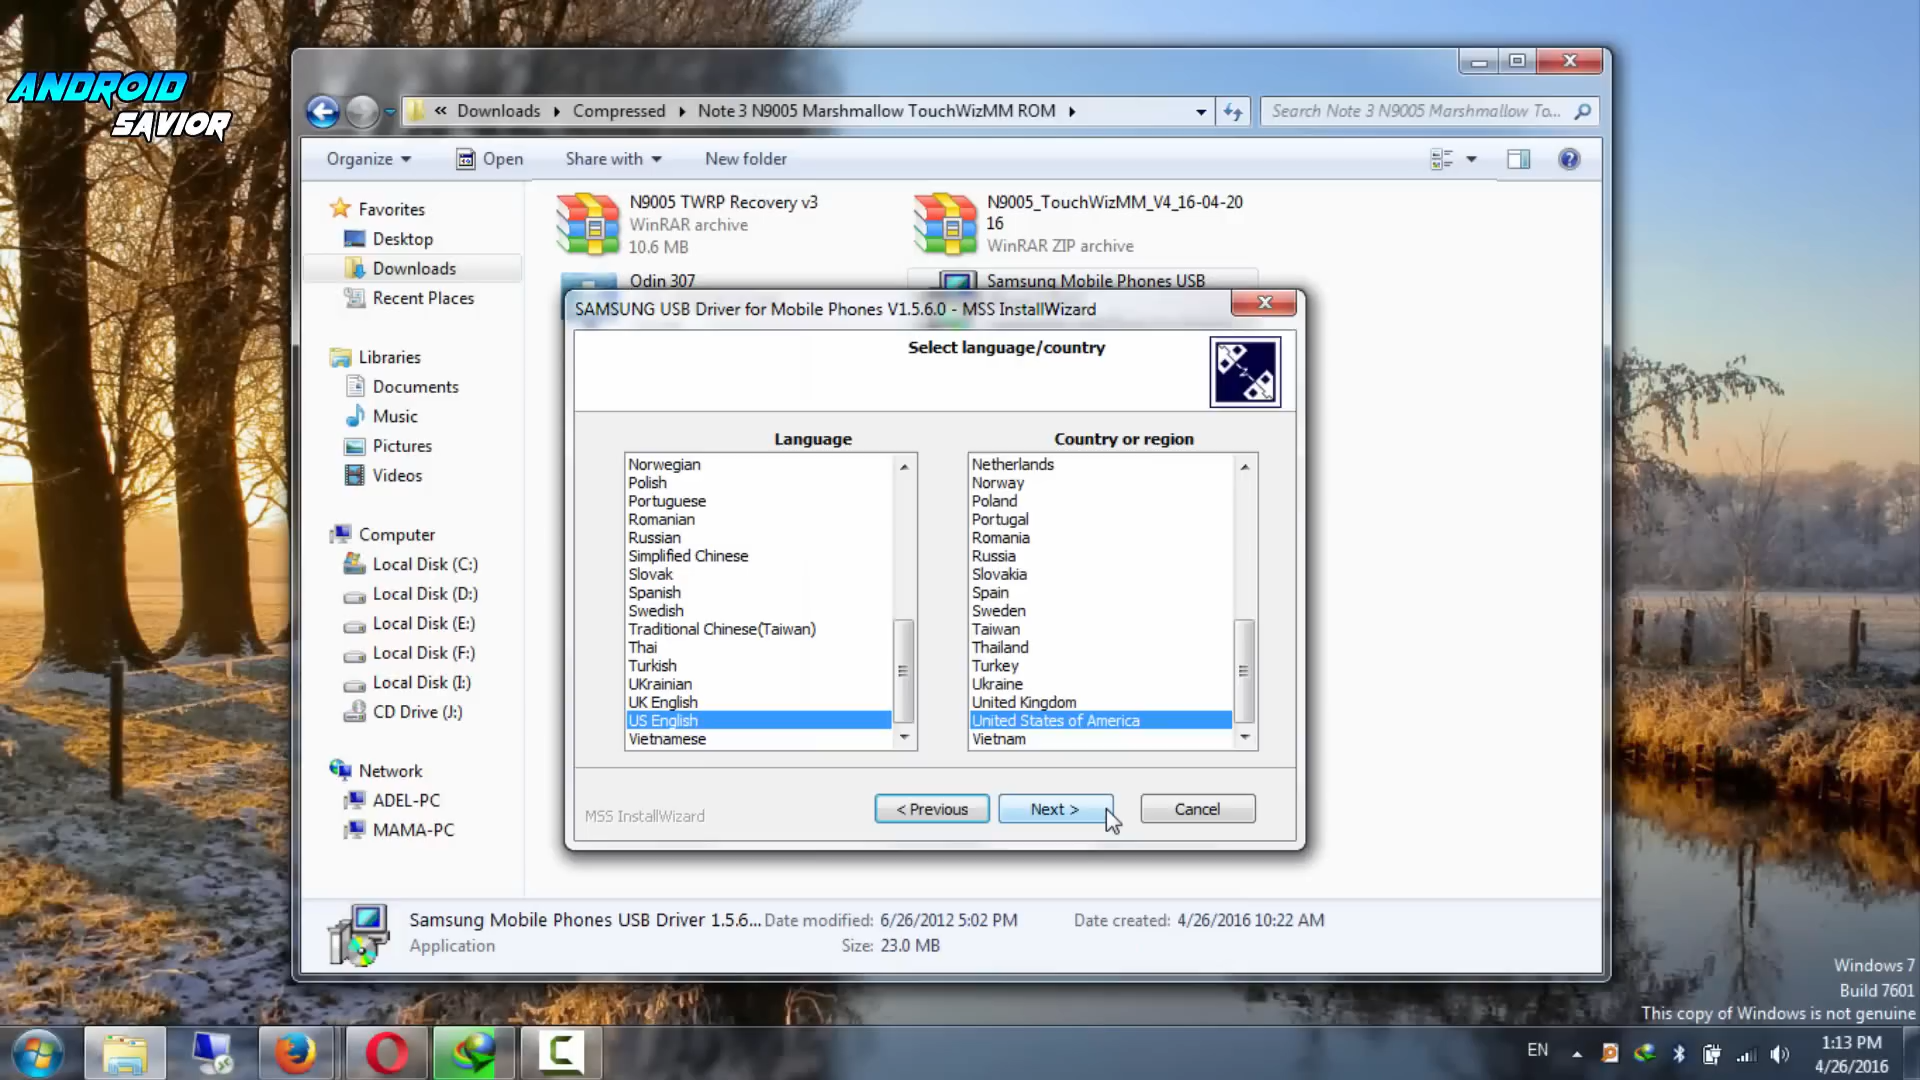 ANDROID
SAVIOR
« Downloads Compressed Note 3 N9005 Marshmallow TouchWizMM ROM
Search Note 3 N9005 Marshmallow To...
Organize Open Share with New folder
Favorites
Desktop
Downloads
Recent Places
Libraries
Documents
Music
Pictures
Videos
Computer
Local Disk (C:)
Local Disk (D:)
Local Disk (E:)
Local Disk (F:)
Local Disk (I:)
CD Drive (J:)
Network
ADEL-PC
MAMA-PC
N9005 TWRP Recovery v3
WinRAR archive
10.6 MB
N9005_TouchWizMM_V4_16-04-20
16
WinRAR ZIP archive
Odin 307
Samsung Mobile Phones USB
SAMSUNG USB Driver for Mobile Phones V1.5.6.0 - MSS InstallWizard
Select language/country
Language
Norwegian
Polish
Portuguese
Romanian
Russian
Simplified Chinese
Slovak
Spanish
Swedish
Traditional Chinese(Taiwan)
Thai
Turkish
UKrainian
UK English
US English
Vietnamese
Country or region
Netherlands
Norway
Poland
Portugal
Romania
Russia
Slovakia
Spain
Sweden
Taiwan
Thailand
Turkey
Ukraine
United Kingdom
United States of America
Vietnam
MSS InstallWizard
< Previous
Next >
Cancel
Samsung Mobile Phones USB Driver 1.5.6... Date modified: 6/26/2012 5:02 PM Date created: 4/26/2016 10:22 AM
Application Size: 23.0 MB
Windows 7
Build 7601
This copy of Windows is not genuine
EN
1:13 PM
4/26/2016